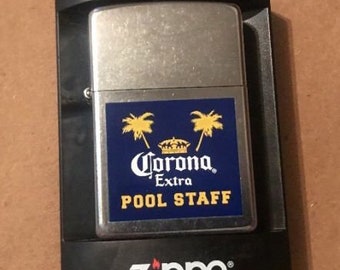 Corona
Extra
POOL STAFF
Zippo